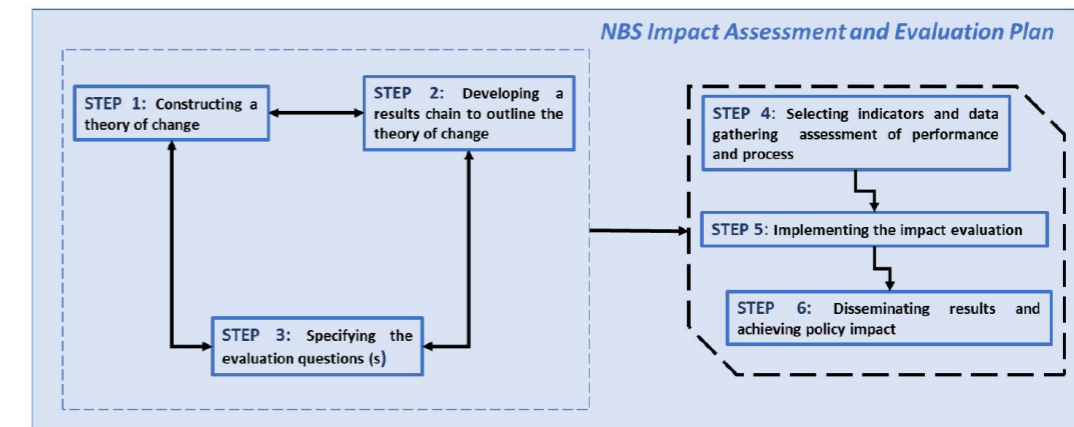 NBS Impact Assessment and Evaluation Plan
STEP 1: Constructing a
theory of change
STEP 2: Developing a
results chain to outline the
theory of change
STEP 3: Specifying the
evaluation questions (s)
STEP 4: Selecting indicators and data
gathering assessment of performance
and process
STEP 5: Implementing the impact evaluation
STEP 6: Disseminating results and
achieving policy impact